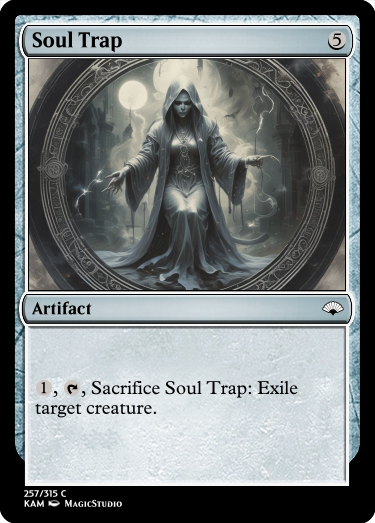 Soul Trap 5
Artifact
1, , Sacrifice Soul Trap: Exile
target creature.
257/315 C
KAM MagicStudio